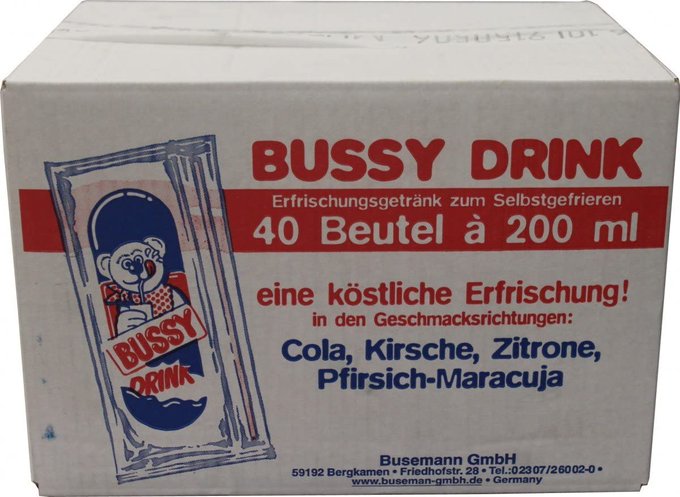 BUSSY DRINK
Erfrischungsgetränk zum Selbstgefrieren
40 Beutel à 200 ml
eine köstliche Erfrischung!
in den Geschmacksrichtungen:
Cola, Kirsche, Zitrone,
Pfirsich-Maracuja
BUSSY
DRINK
Busemann GmbH
59192 Bergkamen • Friedhofstr. 28 • Tel.:02307/26002-0 •
www.buseman-gmbh.de • Germany